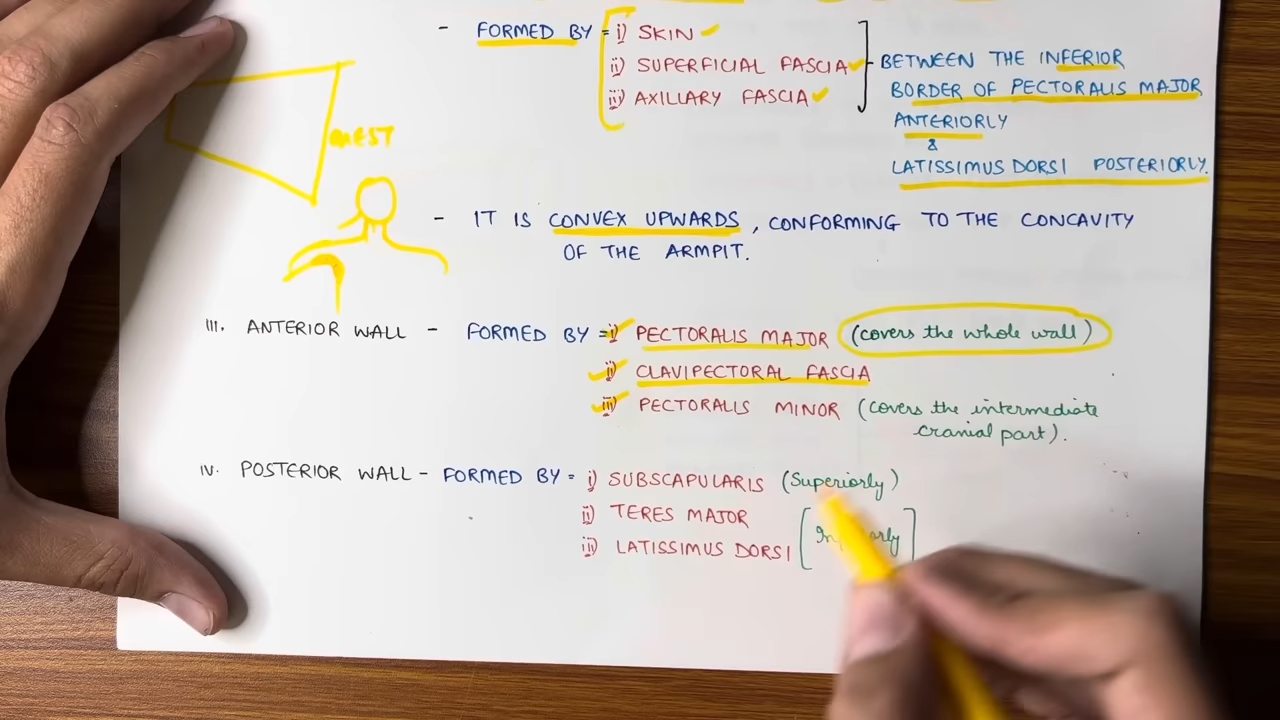 - FORMED BY = i) SKIN
ii) SUPERFICIAL FASCIA
iii) AXILLARY FASCIA
BETWEEN THE INFERIOR
BORDER OF PECTORALIS MAJOR
ANTERIORLY
&
LATISSIMUS DORSI POSTERIORLY.
- IT IS CONVEX UPWARDS, CONFORMING TO THE CONCAVITY
OF THE ARMPIT.
III. ANTERIOR WALL - FORMED BY = i) PECTORALIS MAJOR (covers the whole wall)
ii) CLAVIPECTORAL FASCIA
iii) PECTORALIS MINOR (covers the intermediate
cranial part).
IV. POSTERIOR WALL - FORMED BY = i) SUBSCAPULARIS (Superiorly)
ii) TERES MAJOR
iii) LATISSIMUS DORSI